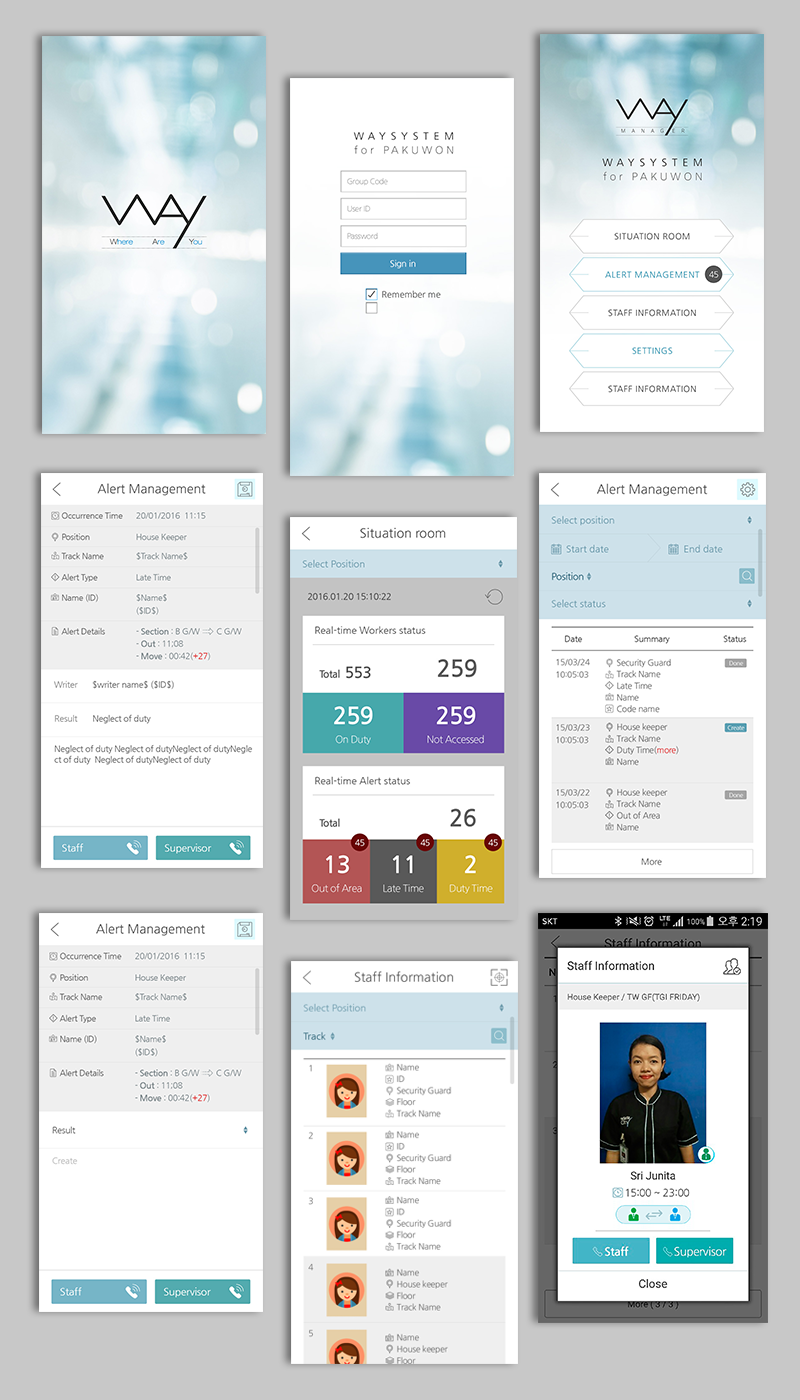 WAY
Where Are You
WAYSYSTEM
for PAKUWON
Group Code
User ID
Password
Sign in
Remember me
WAY
MANAGER
WAYSYSTEM
for PAKUWON
SITUATION ROOM
ALERT MANAGEMENT 45
STAFF INFORMATION
SETTINGS
STAFF INFORMATION
Alert Management
Occurrence Time 20/01/2016 11:15
Position House Keeper
Track Name $Track Name$
Alert Type Late Time
Name (ID) $Name$
($ID$)
Alert Details - Section : B G/W ⇒ C G/W
- Out : 11:08
- Move : 00:42(+27)
Writer $writer name$ ($ID$)
Result Neglect of duty
Neglect of duty Neglect of dutyNeglect of dutyNegle
ct of duty Neglect of dutyNeglect of duty
Staff Supervisor
Situation room
Select Position
2016.01.20 15:10:22
Real-time Workers status
Total 553 259
259 259
On Duty Not Accessed
Real-time Alert status
Total 26
45 45 45
13 11 2
Out of Area Late Time Duty Time
Alert Management
Select position
Start date End date
Position
Select status
Date Summary Status
15/03/24 Security Guard Done
10:05:03 Track Name
Late Time
Name
Code name
15/03/23 House keeper Create
10:05:03 Track Name
Duty Time(more)
Name
15/03/22 House keeper Done
10:05:03 Track Name
Out of Area
Name
More
Alert Management
Occurrence Time 20/01/2016 11:15
Position House Keeper
Track Name $Track Name$
Alert Type Late Time
Name (ID) $Name$
($ID$)
Alert Details - Section : B G/W ⇒ C G/W
- Out : 11:08
- Move : 00:42(+27)
Result
Create
Staff Supervisor
Staff Information
Select Position
Track
1 Name
ID
Security Guard
Floor
Track Name
2 Name
ID
Security Guard
Floor
Track Name
3 Name
ID
Security Guard
Floor
Track Name
4 Name
House keeper
Floor
Track Name
5 Name
House keeper
Floor
SKT LTE 100% 오후 2:19
Staff Information
Staff Information
House Keeper / TW GF(TGI FRIDAY)
Sri Junita
15:00 ~ 23:00
Staff Supervisor
Close
More ( 3 / 3 )